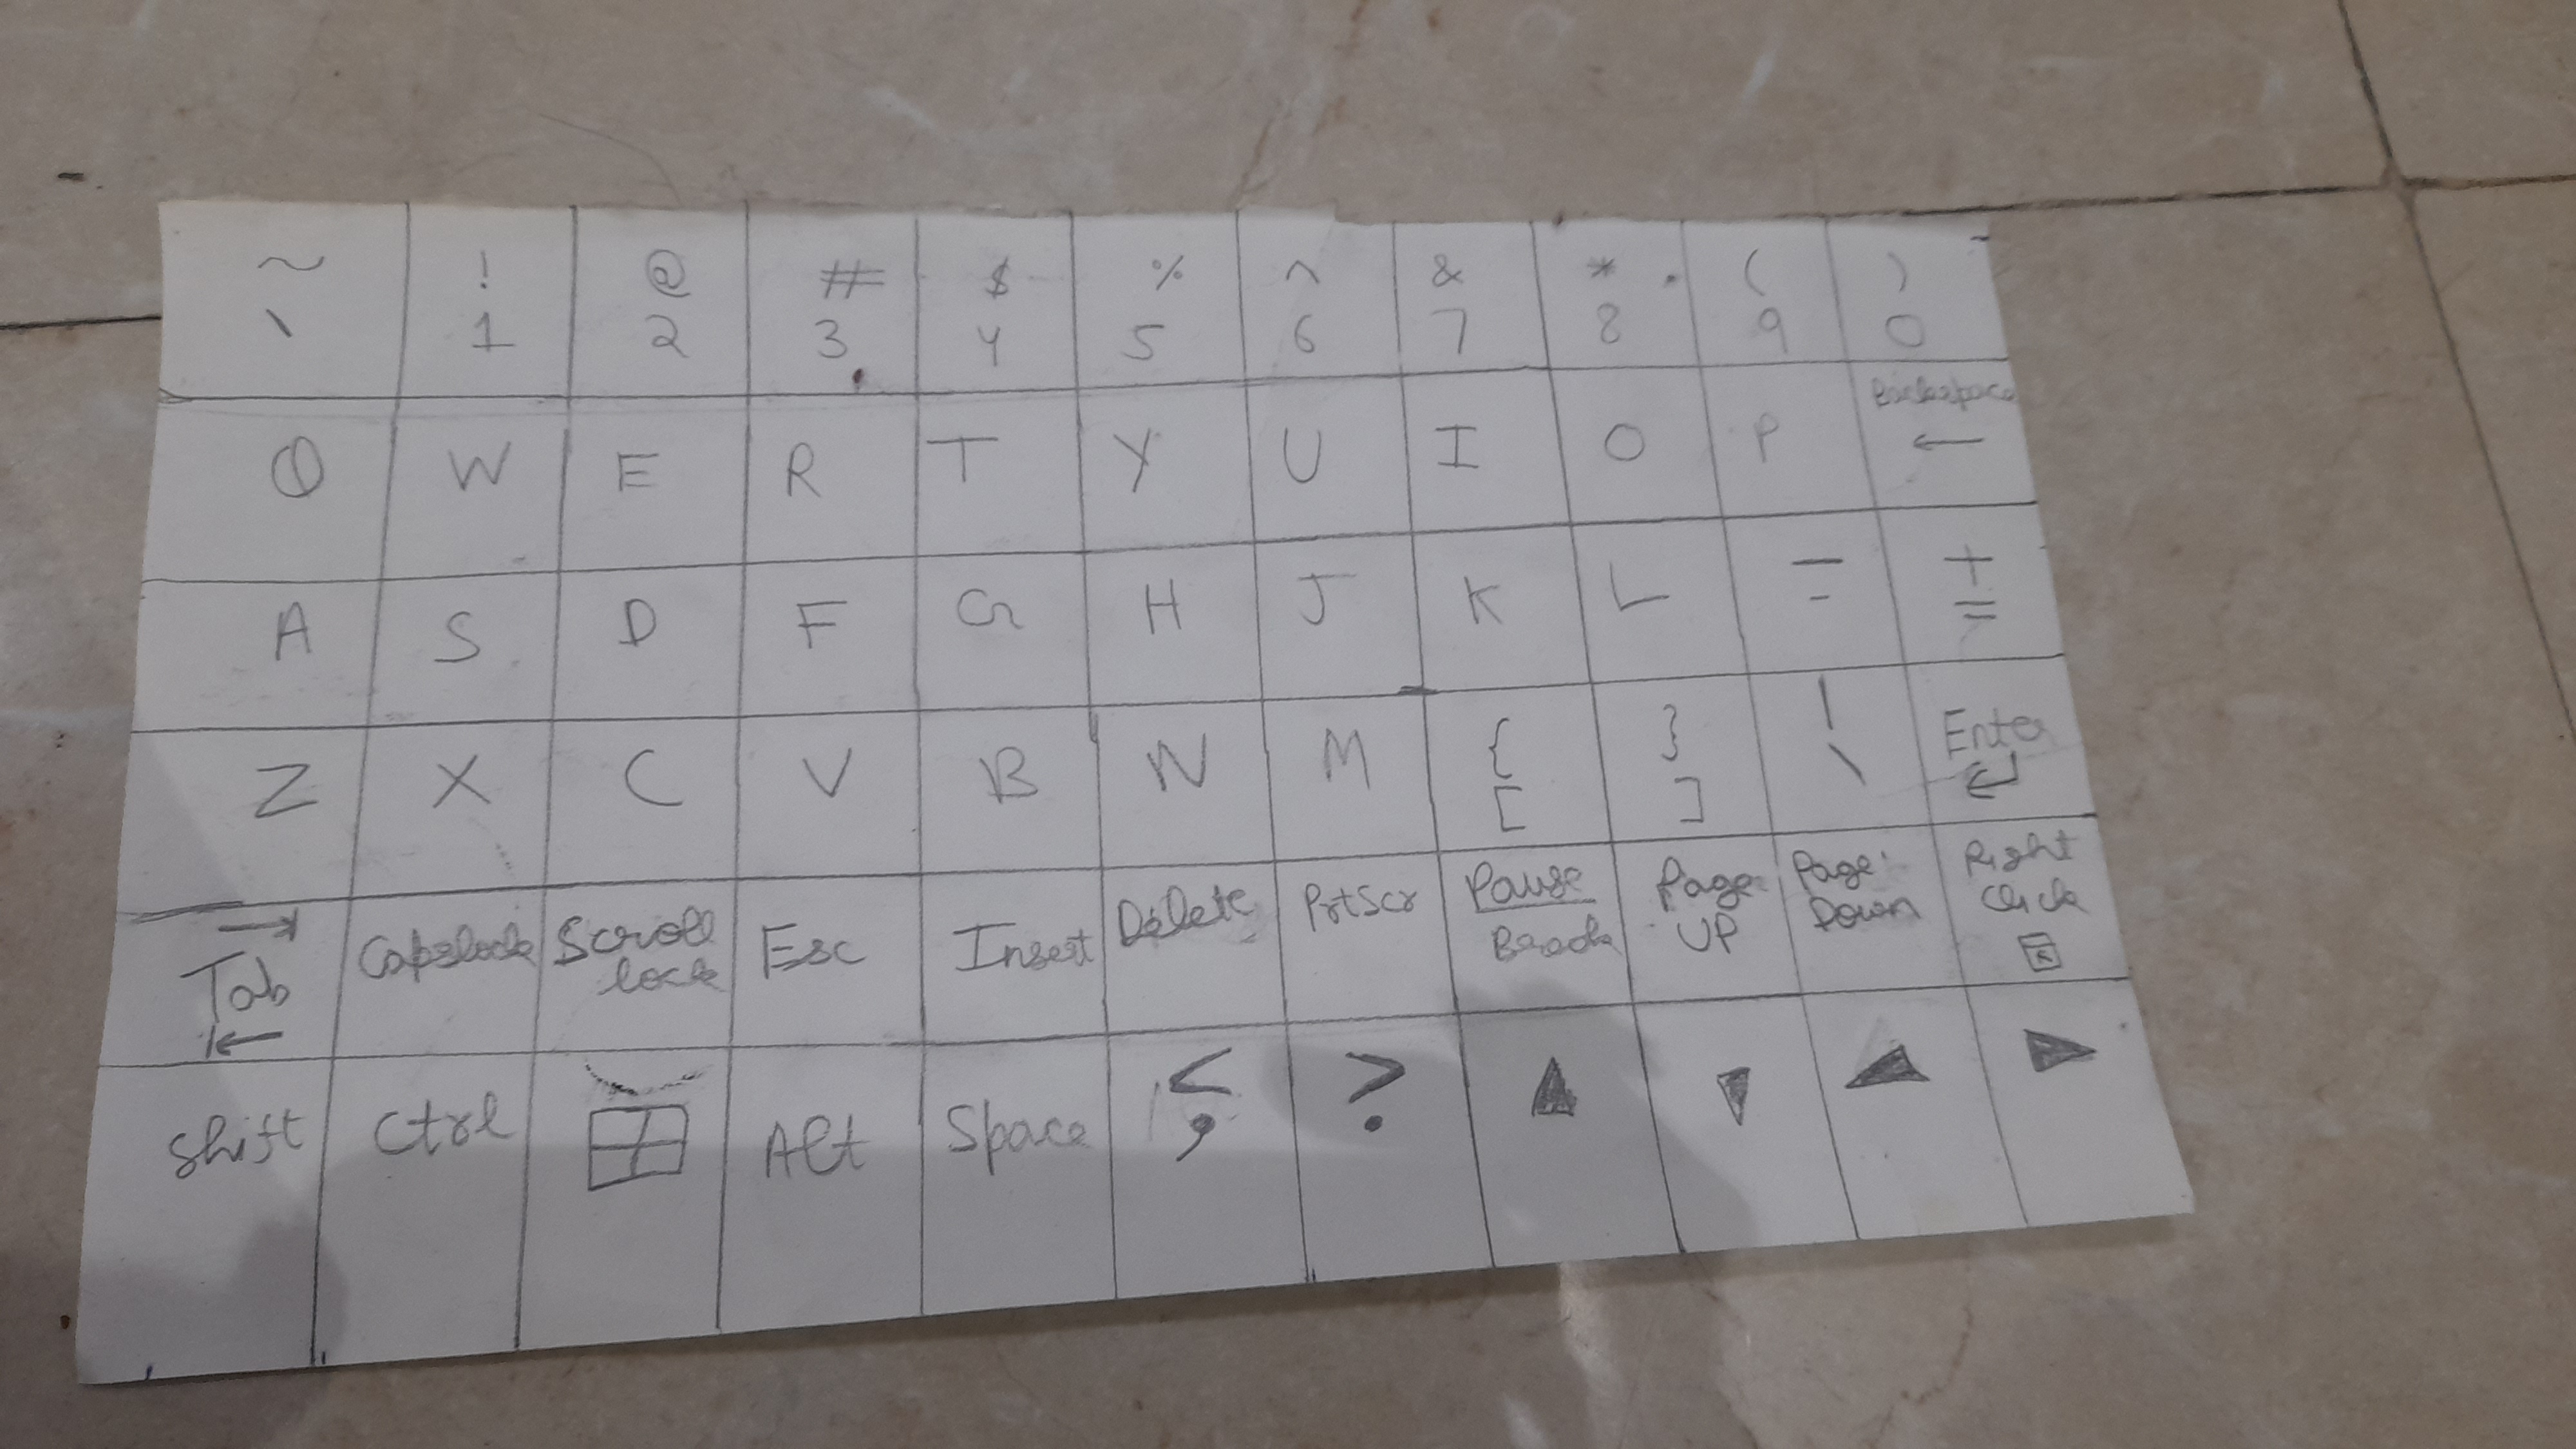 ~ ! @ # $ % ^ & * ( )
` 1 2 3 4 5 6 7 8 9 0
Q W E R T Y U I O P Backspace ←
A S D F G H J K L - +
=
Z X C V B N M { } | Enter
[ ] \ ↵
→ Tab ← Capslock Scroll lock Esc Insert Delete PrtScr Pause Break Page UP Page Down Right Click
Shift Ctrl Alt Space < > ▲ ▼ ▲ ▼
, .